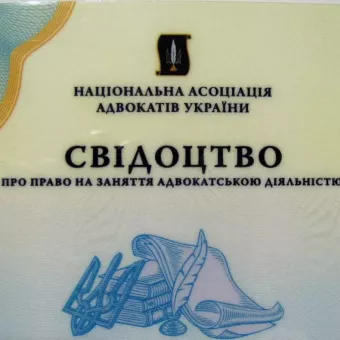 НАЦІОНАЛЬНА АСОЦІАЦІЯ
АДВОКАТІВ УКРАЇНИ
СВІДОЦТВО
ПРО ПРАВО НА ЗАНЯТТЯ АДВОКАТСЬКОЮ ДІЯЛЬНІСТЮ